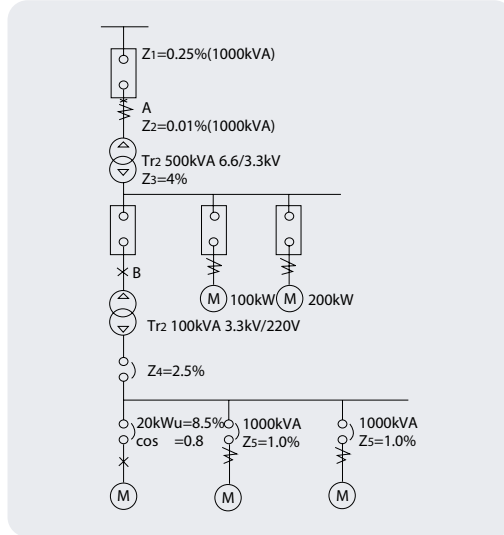 Z1=0.25%(1000kVA)
A
Z2=0.01%(1000kVA)
Tr2 500kVA 6.6/3.3kV
Z3=4%
B
M 100kW M 200kW
Tr2 100kVA 3.3kV/220V
Z4=2.5%
20kWu=8.5% 1000kVA 1000kVA
cos =0.8 Z5=1.0% Z5=1.0%
M M M